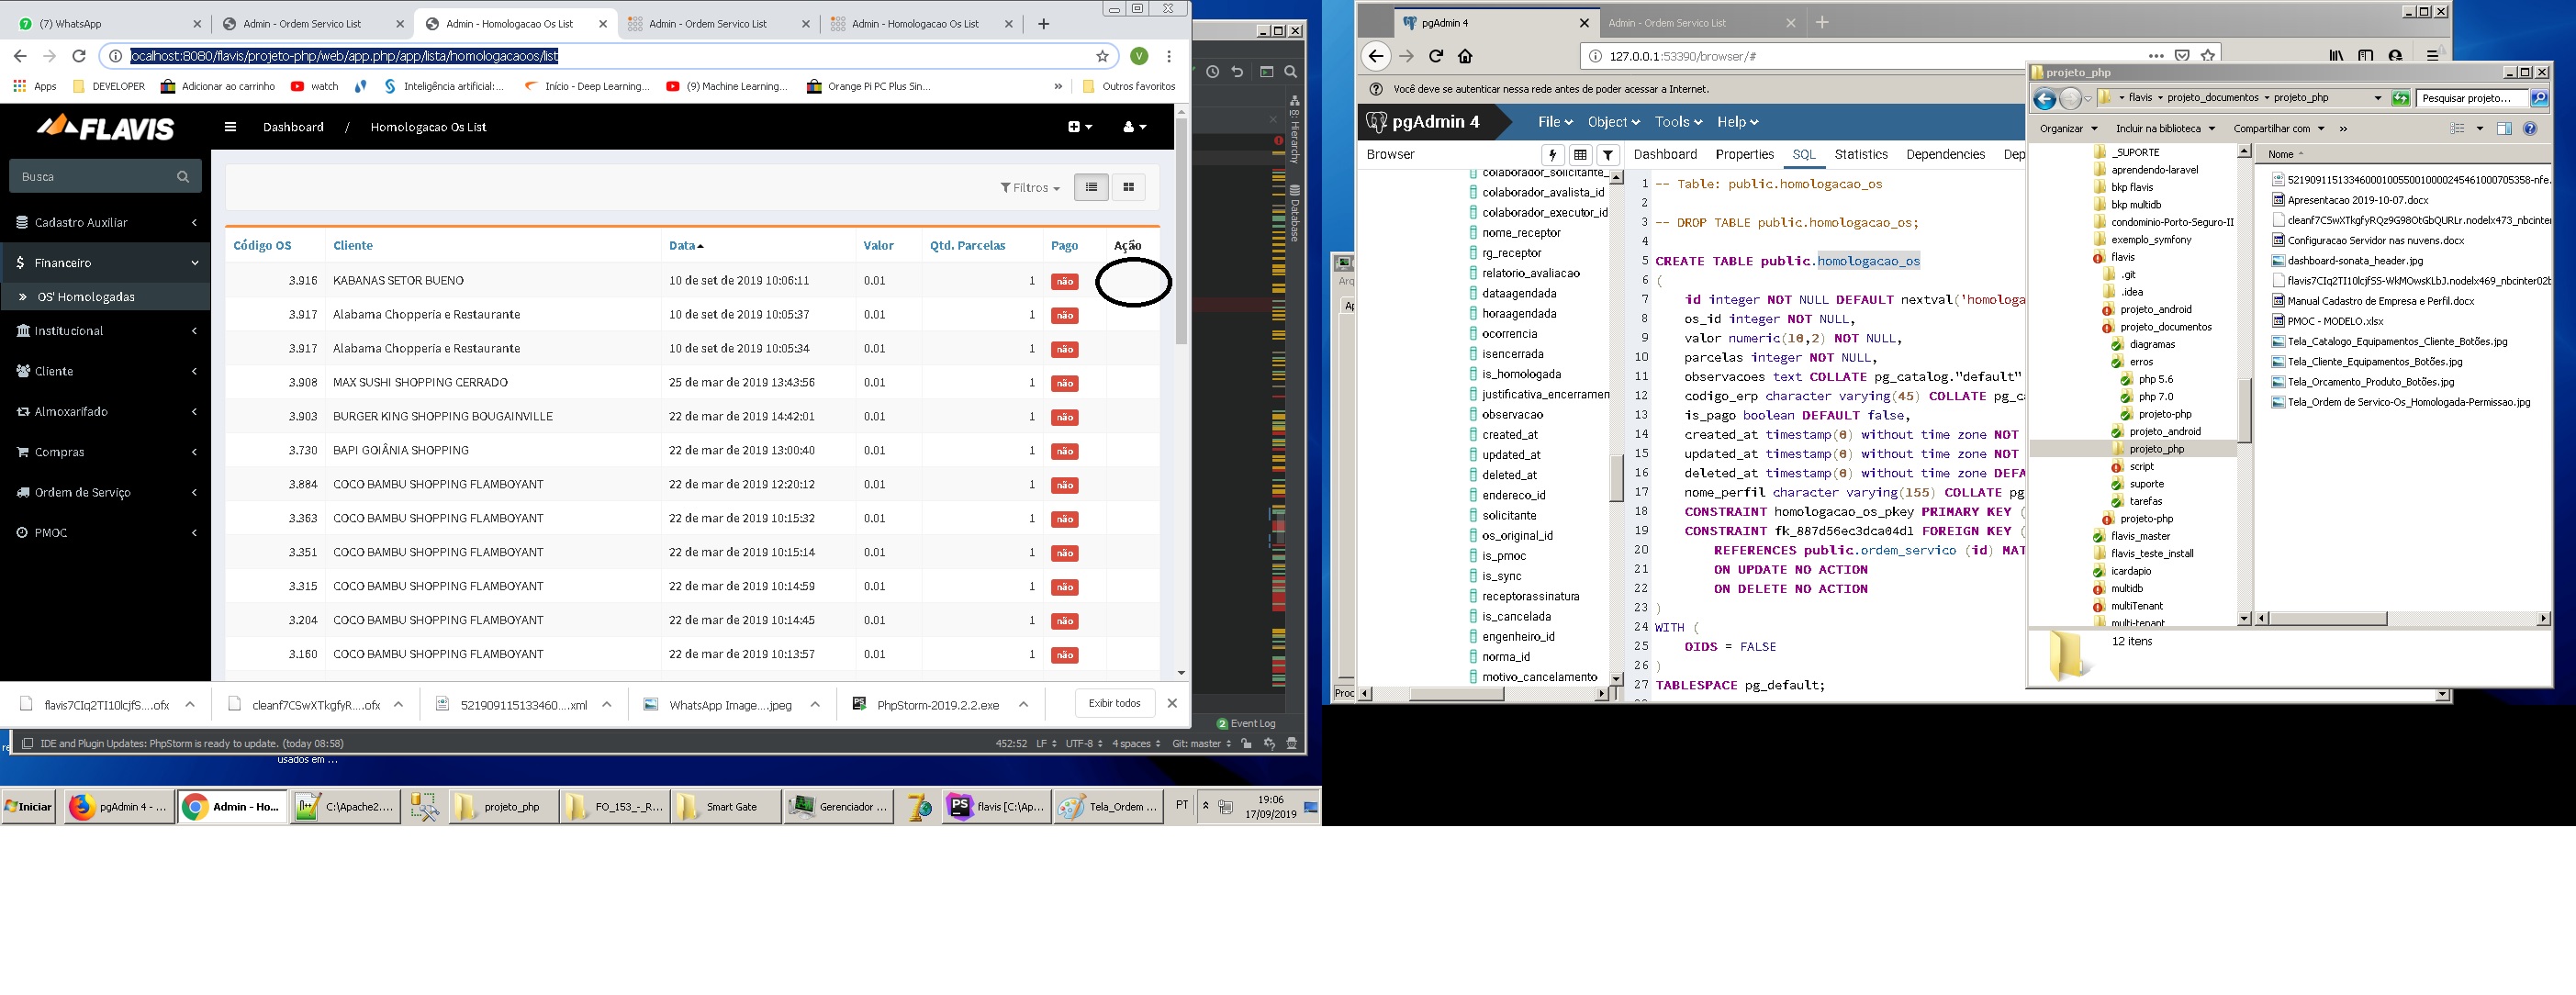 (7) WhatsApp
Admin - Ordem Servico List
Admin - Homologacao Os List
Admin - Ordem Servico List
Admin - Homologacao Os List
localhost:8080/flavis/projeto-php/web/app.php/app/lista/homologacaoos/list
V
Apps
DEVELOPER
Adicionar ao carrinho
watch
Inteligência artificial:...
Início - Deep Learning...
(9) Machine Learning...
Orange Pi PC Plus Sin...
»
Outros favoritos
FLAVIS
Dashboard / Homologacao Os List
Busca
Cadastro Auxiliar
Financeiro
OS' Homologadas
Institucional
Cliente
Almoxarifado
Compras
Ordem de Serviço
PMOC
Filtros
Código OS Cliente Data Valor Qtd. Parcelas Pago Ação
3.916 KABANAS SETOR BUENO 10 de set de 2019 10:06:11 0.01 1 não
3.917 Alabama Chopperia e Restaurante 10 de set de 2019 10:05:37 0.01 1 não
3.917 Alabama Chopperia e Restaurante 10 de set de 2019 10:05:34 0.01 1 não
3.908 MAX SUSHI SHOPPING CERRADO 25 de mar de 2019 13:43:56 0.01 1 não
3.903 BURGER KING SHOPPING BOUGAINVILLE 22 de mar de 2019 14:42:01 0.01 1 não
3.730 BAPI GOIÂNIA SHOPPING 22 de mar de 2019 13:00:40 0.01 1 não
3.884 COCO BAMBU SHOPPING FLAMBOYANT 22 de mar de 2019 12:20:12 0.01 1 não
3.363 COCO BAMBU SHOPPING FLAMBOYANT 22 de mar de 2019 10:15:32 0.01 1 não
3.351 COCO BAMBU SHOPPING FLAMBOYANT 22 de mar de 2019 10:15:14 0.01 1 não
3.315 COCO BAMBU SHOPPING FLAMBOYANT 22 de mar de 2019 10:14:59 0.01 1 não
3.204 COCO BAMBU SHOPPING FLAMBOYANT 22 de mar de 2019 10:14:45 0.01 1 não
3.160 COCO BAMBU SHOPPING FLAMBOYANT 22 de mar de 2019 10:13:57 0.01 1 não
flavis7CIq2TI10lcjfS....ofx
cleanf7CSwXTkgfyR....ofx
521909115133460....xml
WhatsApp Image....jpeg
PhpStorm-2019.2.2.exe
Exibir todos
8: Hierarchy
Database
2 Event Log
IDE and Plugin Updates: PhpStorm is ready to update. (today 08:58)
452:52 LF UTF-8 4 spaces Git: master
usados em ...
Iniciar
pgAdmin 4 - ...
Admin - Ho...
C:\Apache2....
projeto_php
FO_153_-_R...
Smart Gate
Gerenciador ...
flavis [C:\Ap...
Tela_Ordem ...
PT
19:06
17/09/2019
pgAdmin 4
Admin - Ordem Servico List
127.0.0.1:53390/browser/#
Você deve se autenticar nessa rede antes de poder acessar a Internet.
pgAdmin 4
File Object Tools Help
Browser
Dashboard Properties SQL Statistics Dependencies Dep
colaborador_solicitante_
colaborador_avalista_id
colaborador_executor_id
nome_receptor
rg_receptor
relatorio_avaliacao
dataagendada
horaagendada
ocorrencia
isencerrada
is_homologada
justificativa_encerramen
observacao
created_at
updated_at
deleted_at
endereco_id
solicitante
os_original_id
is_pmoc
is_sync
receptorassinatura
is_cancelada
engenheiro_id
norma_id
motivo_cancelamento
Proc
1 -- Table: public.homologacao_os
2
3 -- DROP TABLE public.homologacao_os;
4
5 CREATE TABLE public.homologacao_os
6 (
7 id integer NOT NULL DEFAULT nextval('homologa
8 os_id integer NOT NULL,
9 valor numeric(10,2) NOT NULL,
10 parcelas integer NOT NULL,
11 observacoes text COLLATE pg_catalog."default"
12 codigo_erp character varying(45) COLLATE pg_ca
13 is_pago boolean DEFAULT false,
14 created_at timestamp(0) without time zone NOT
15 updated_at timestamp(0) without time zone NOT
16 deleted_at timestamp(0) without time zone DEFA
17 nome_perfil character varying(155) COLLATE pg
18 CONSTRAINT homologacao_os_pkey PRIMARY KEY (
19 CONSTRAINT fk_887d56ec3dca04d1 FOREIGN KEY (
20 REFERENCES public.ordem_servico (id) MAT
21 ON UPDATE NO ACTION
22 ON DELETE NO ACTION
23 )
24 WITH (
25 OIDS = FALSE
26 )
27 TABLESPACE pg_default;
projeto_php
flavis projeto_documentos projeto_php
Pesquisar projeto...
Organizar Incluir na biblioteca Compartilhar com »
_SUPORTE
aprendendo-laravel
bkp flavis
bkp multidb
condominio-Porto-Seguro-II
exemplo_symfony
flavis
.git
.idea
projeto_android
projeto_documentos
diagramas
erros
php 5.6
php 7.0
projeto-php
projeto_android
projeto_php
script
suporte
tarefas
projeto-php
flavis_master
flavis_teste_install
icardapio
multidb
multiTenant
multi-tenant
Nome
52190911513346000100550010000245461000705358-nfe.
Apresentacao 2019-10-07.docx
cleanf7CSwXTkgfyRQz9G98OtGbQURLr.nodelx473_nbcinter
Configuracao Servidor nas nuvens.docx
dashboard-sonata_header.jpg
flavis7CIq2TI10lcjfSS-WkMOwsKLbJ.nodelx469_nbcinter02b
Manual Cadastro de Empresa e Perfil.docx
PMOC - MODELO.xlsx
Tela_Catalogo_Equipamentos_Cliente_Botões.jpg
Tela_Cliente_Equipamentos_Botões.jpg
Tela_Orcamento_Produto_Botões.jpg
Tela_Ordem de Servico-Os_Homologada-Permissao.jpg
12 itens